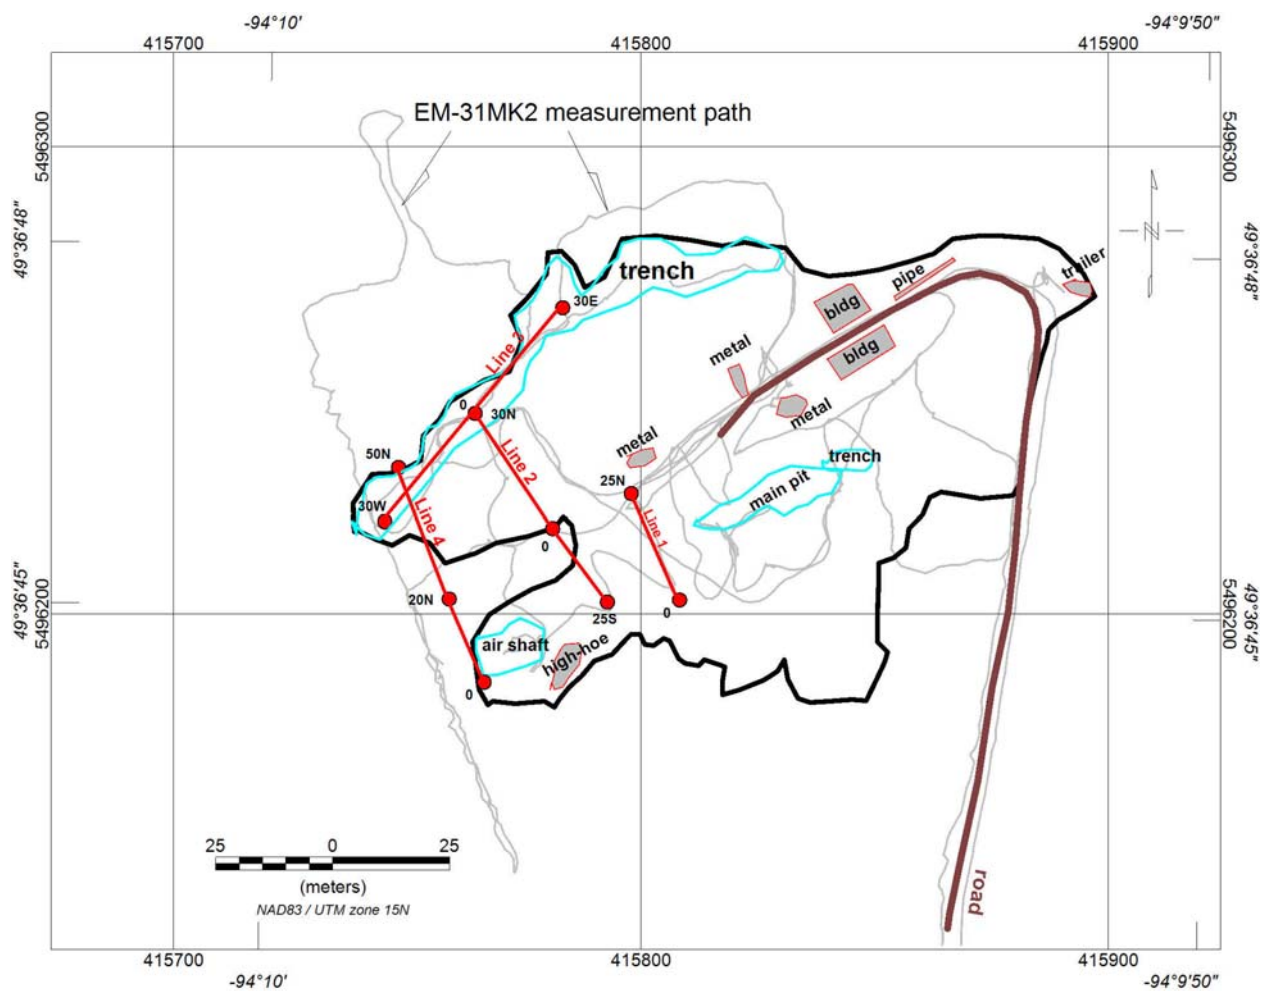 -94°10'
-94°9'50"
415700
415800
415900
EM-31MK2 measurement path
5496300
5496300
49°36'48"
49°36'48"
N
trench
pipe
trailer
30E
bldg
bldg
Line 3
metal
0
30N
metal
metal
50N
Line 2
trench
25N
main pit
30W
Line 4
Line 1
0
20N
0
25S
49°36'45"
5496200
5496200
49°36'45"
air shaft
high-hoe
0
25
0
25
(meters)
NAD83 / UTM zone 15N
road
415700
415800
415900
-94°10'
-94°9'50"